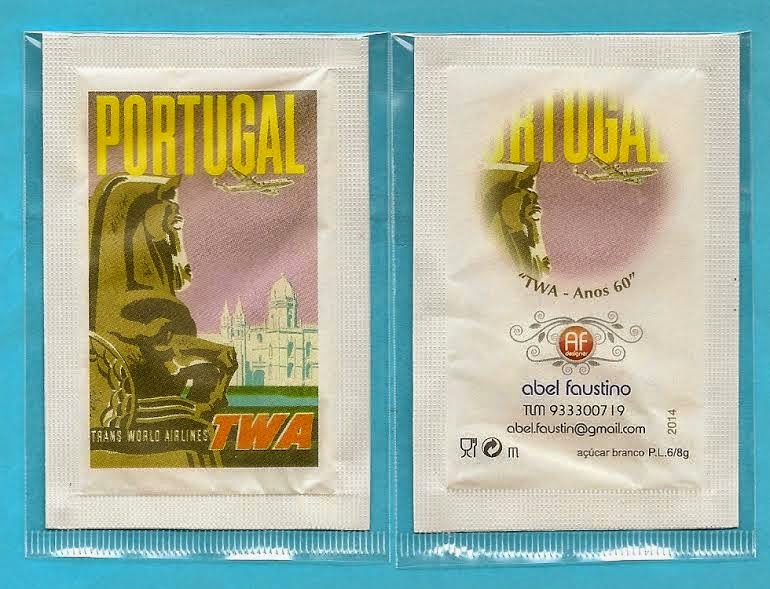 PORTUGAL
TRANS WORLD AIRLINES TWA
RTUGAL
"TWA - Anos 60"
AF
designer
abel faustino
TLM 933300719
abel.faustin@gmail.com
2014
m açúcar branco P.L.6/8g